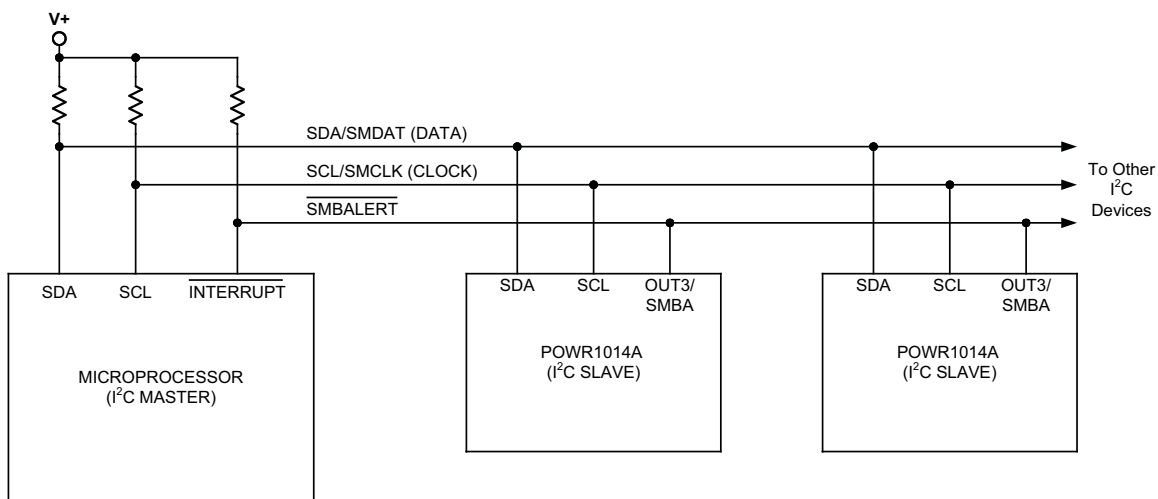 V+
SDA/SMDAT (DATA)
SCL/SMCLK (CLOCK)
SMBALERT
To Other
I²C
Devices
SDA
SCL
INTERRUPT
MICROPROCESSOR
(I²C MASTER)
SDA
SCL
OUT3/
SMBA
POWR1014A
(I²C SLAVE)
SDA
SCL
OUT3/
SMBA
POWR1014A
(I²C SLAVE)